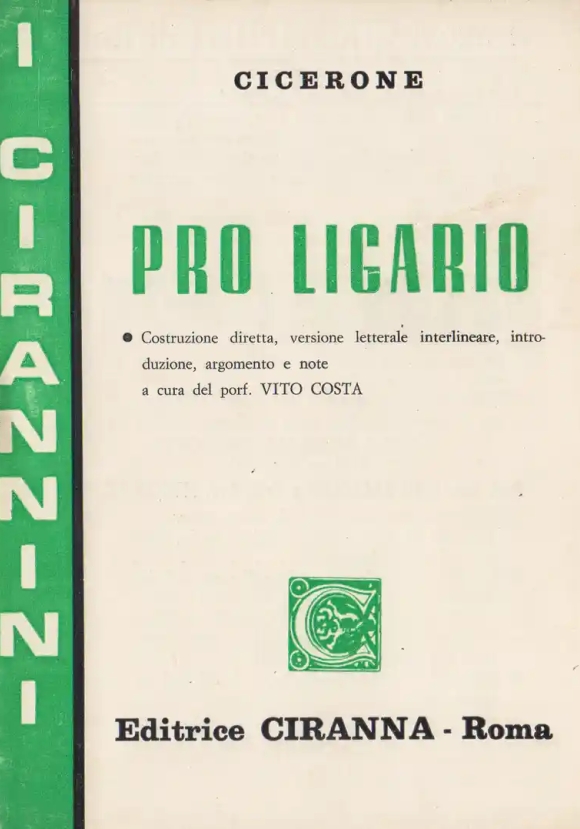 I CIRANNINI
CICERONE
PRO LIGARIO
• Costruzione diretta, versione letterale interlineare, intro-
duzione, argomento e note
a cura del porf. VITO COSTA
C
Editrice CIRANNA - Roma